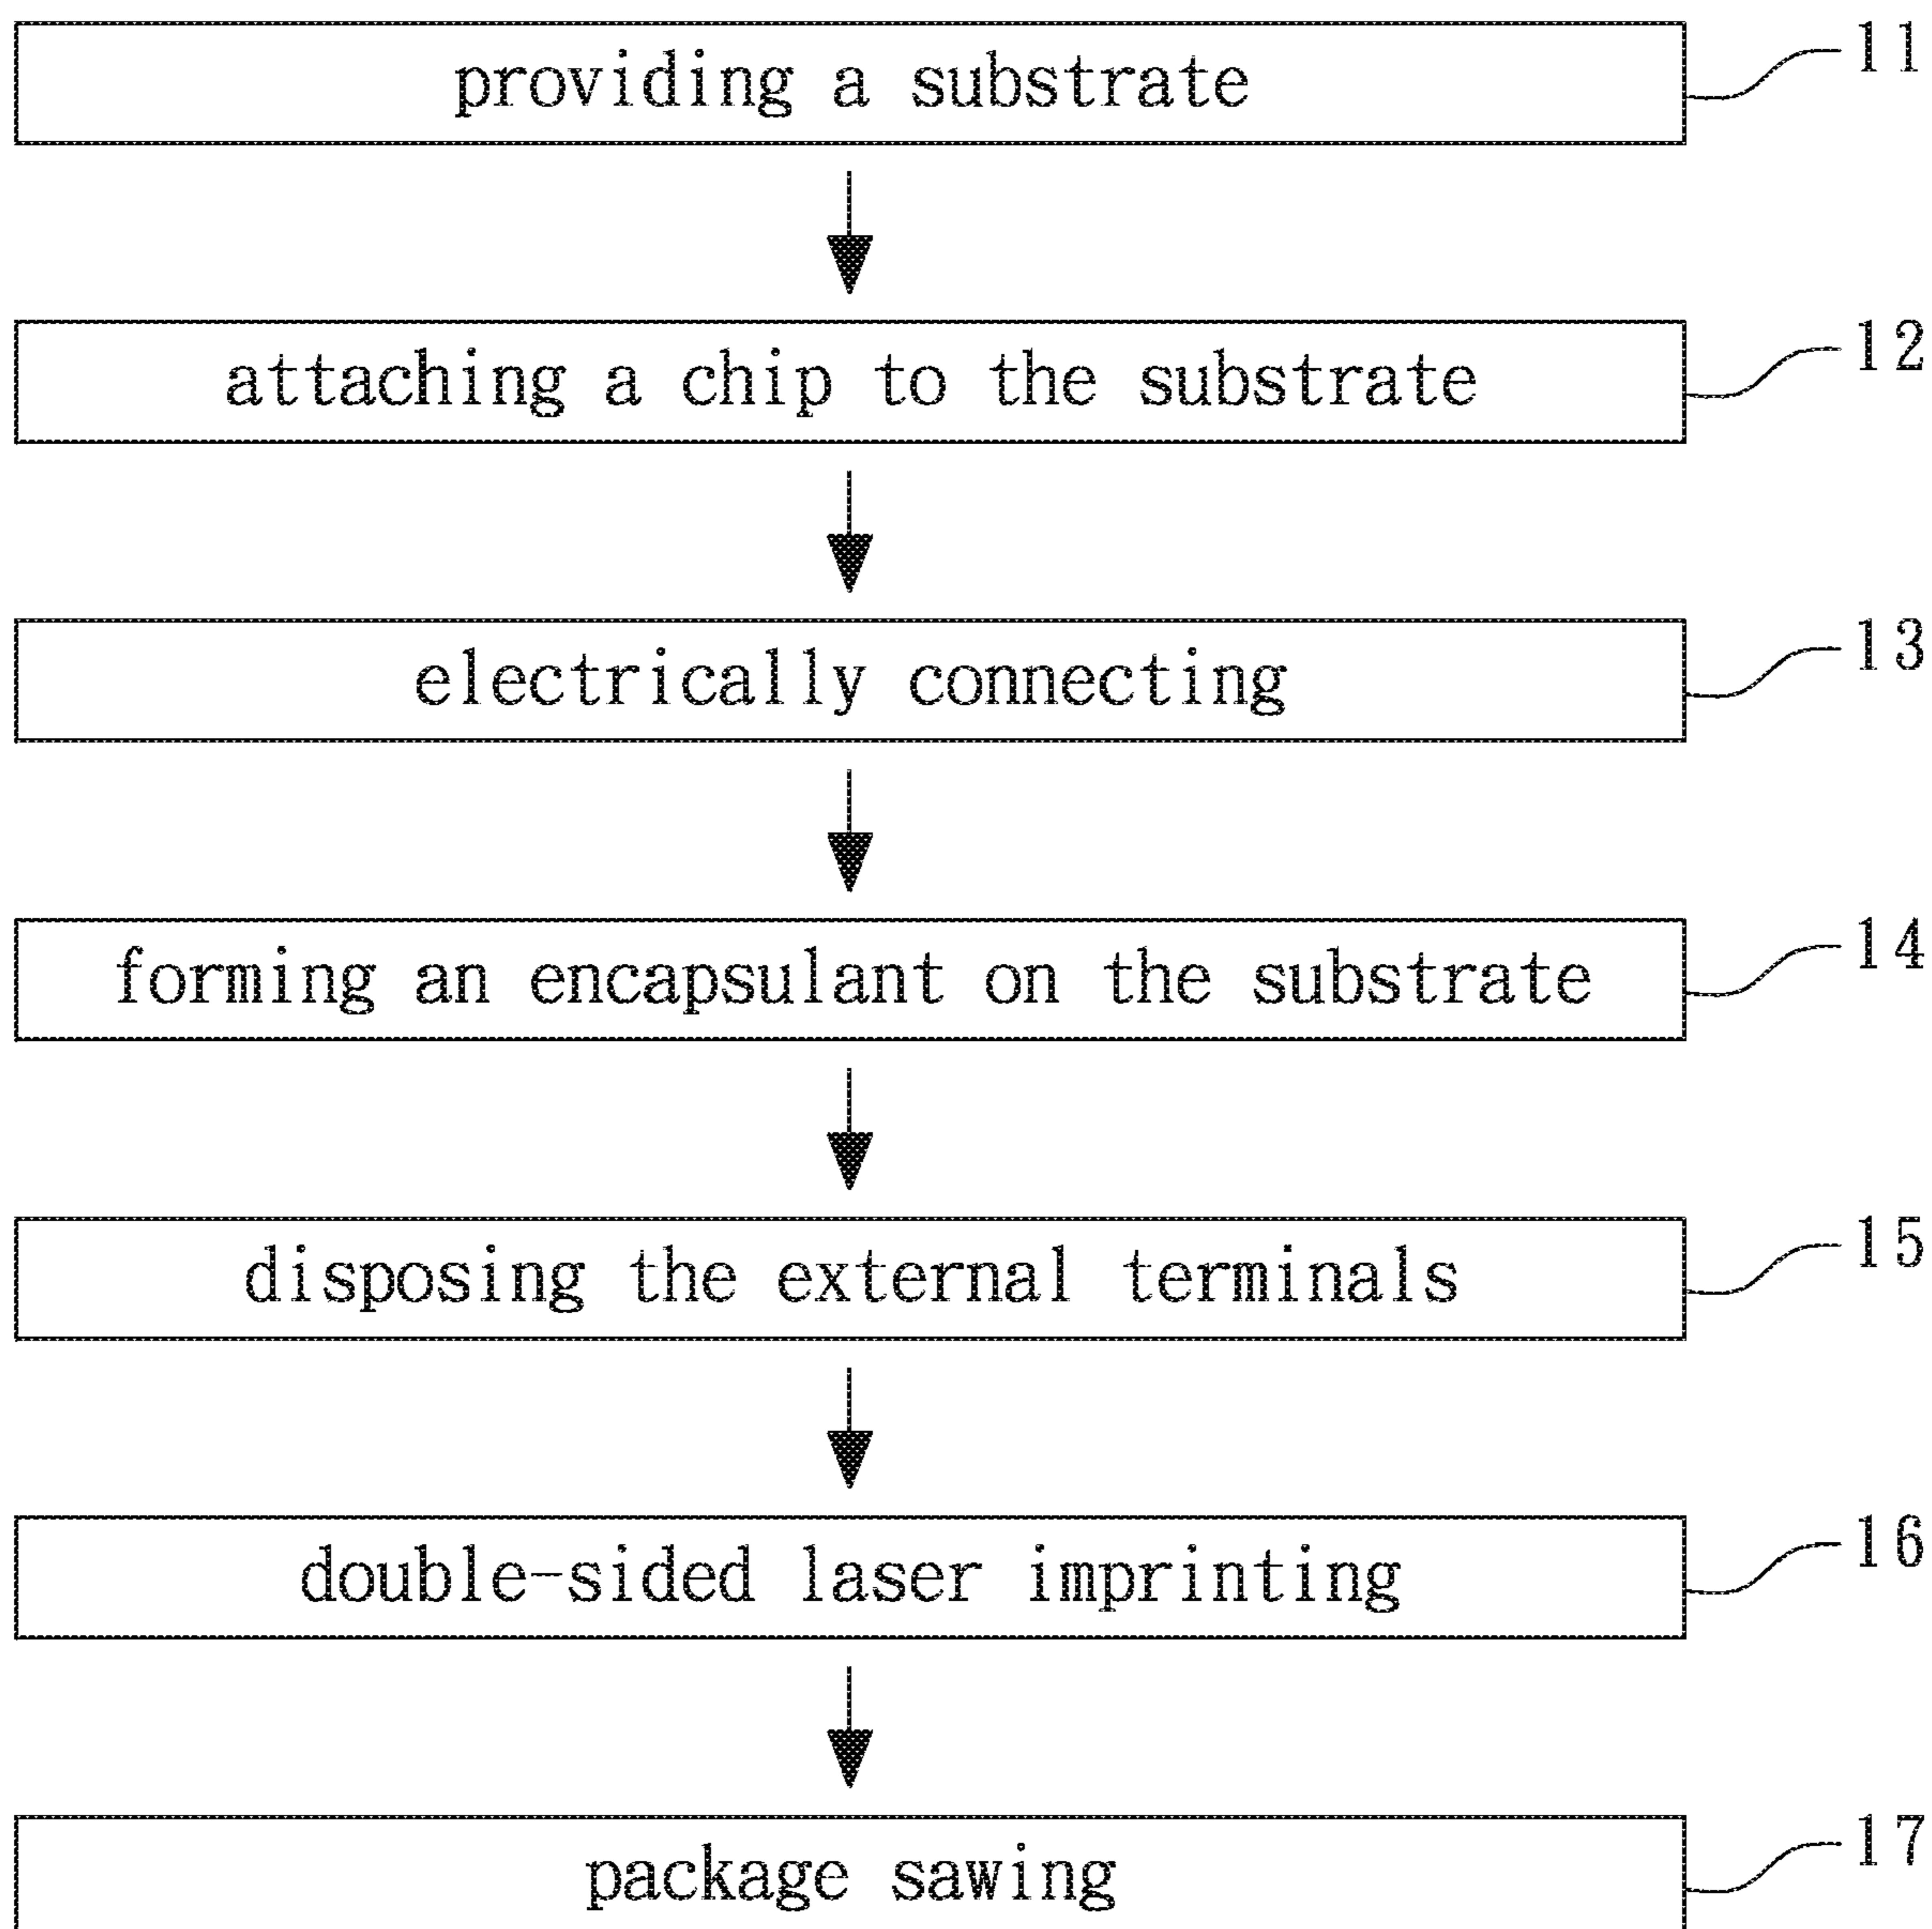 providing a substrate 11
attaching a chip to the substrate 12
electrically connecting 13
forming an encapsulant on the substrate 14
disposing the external terminals 15
double-sided laser imprinting 16
package sawing 17